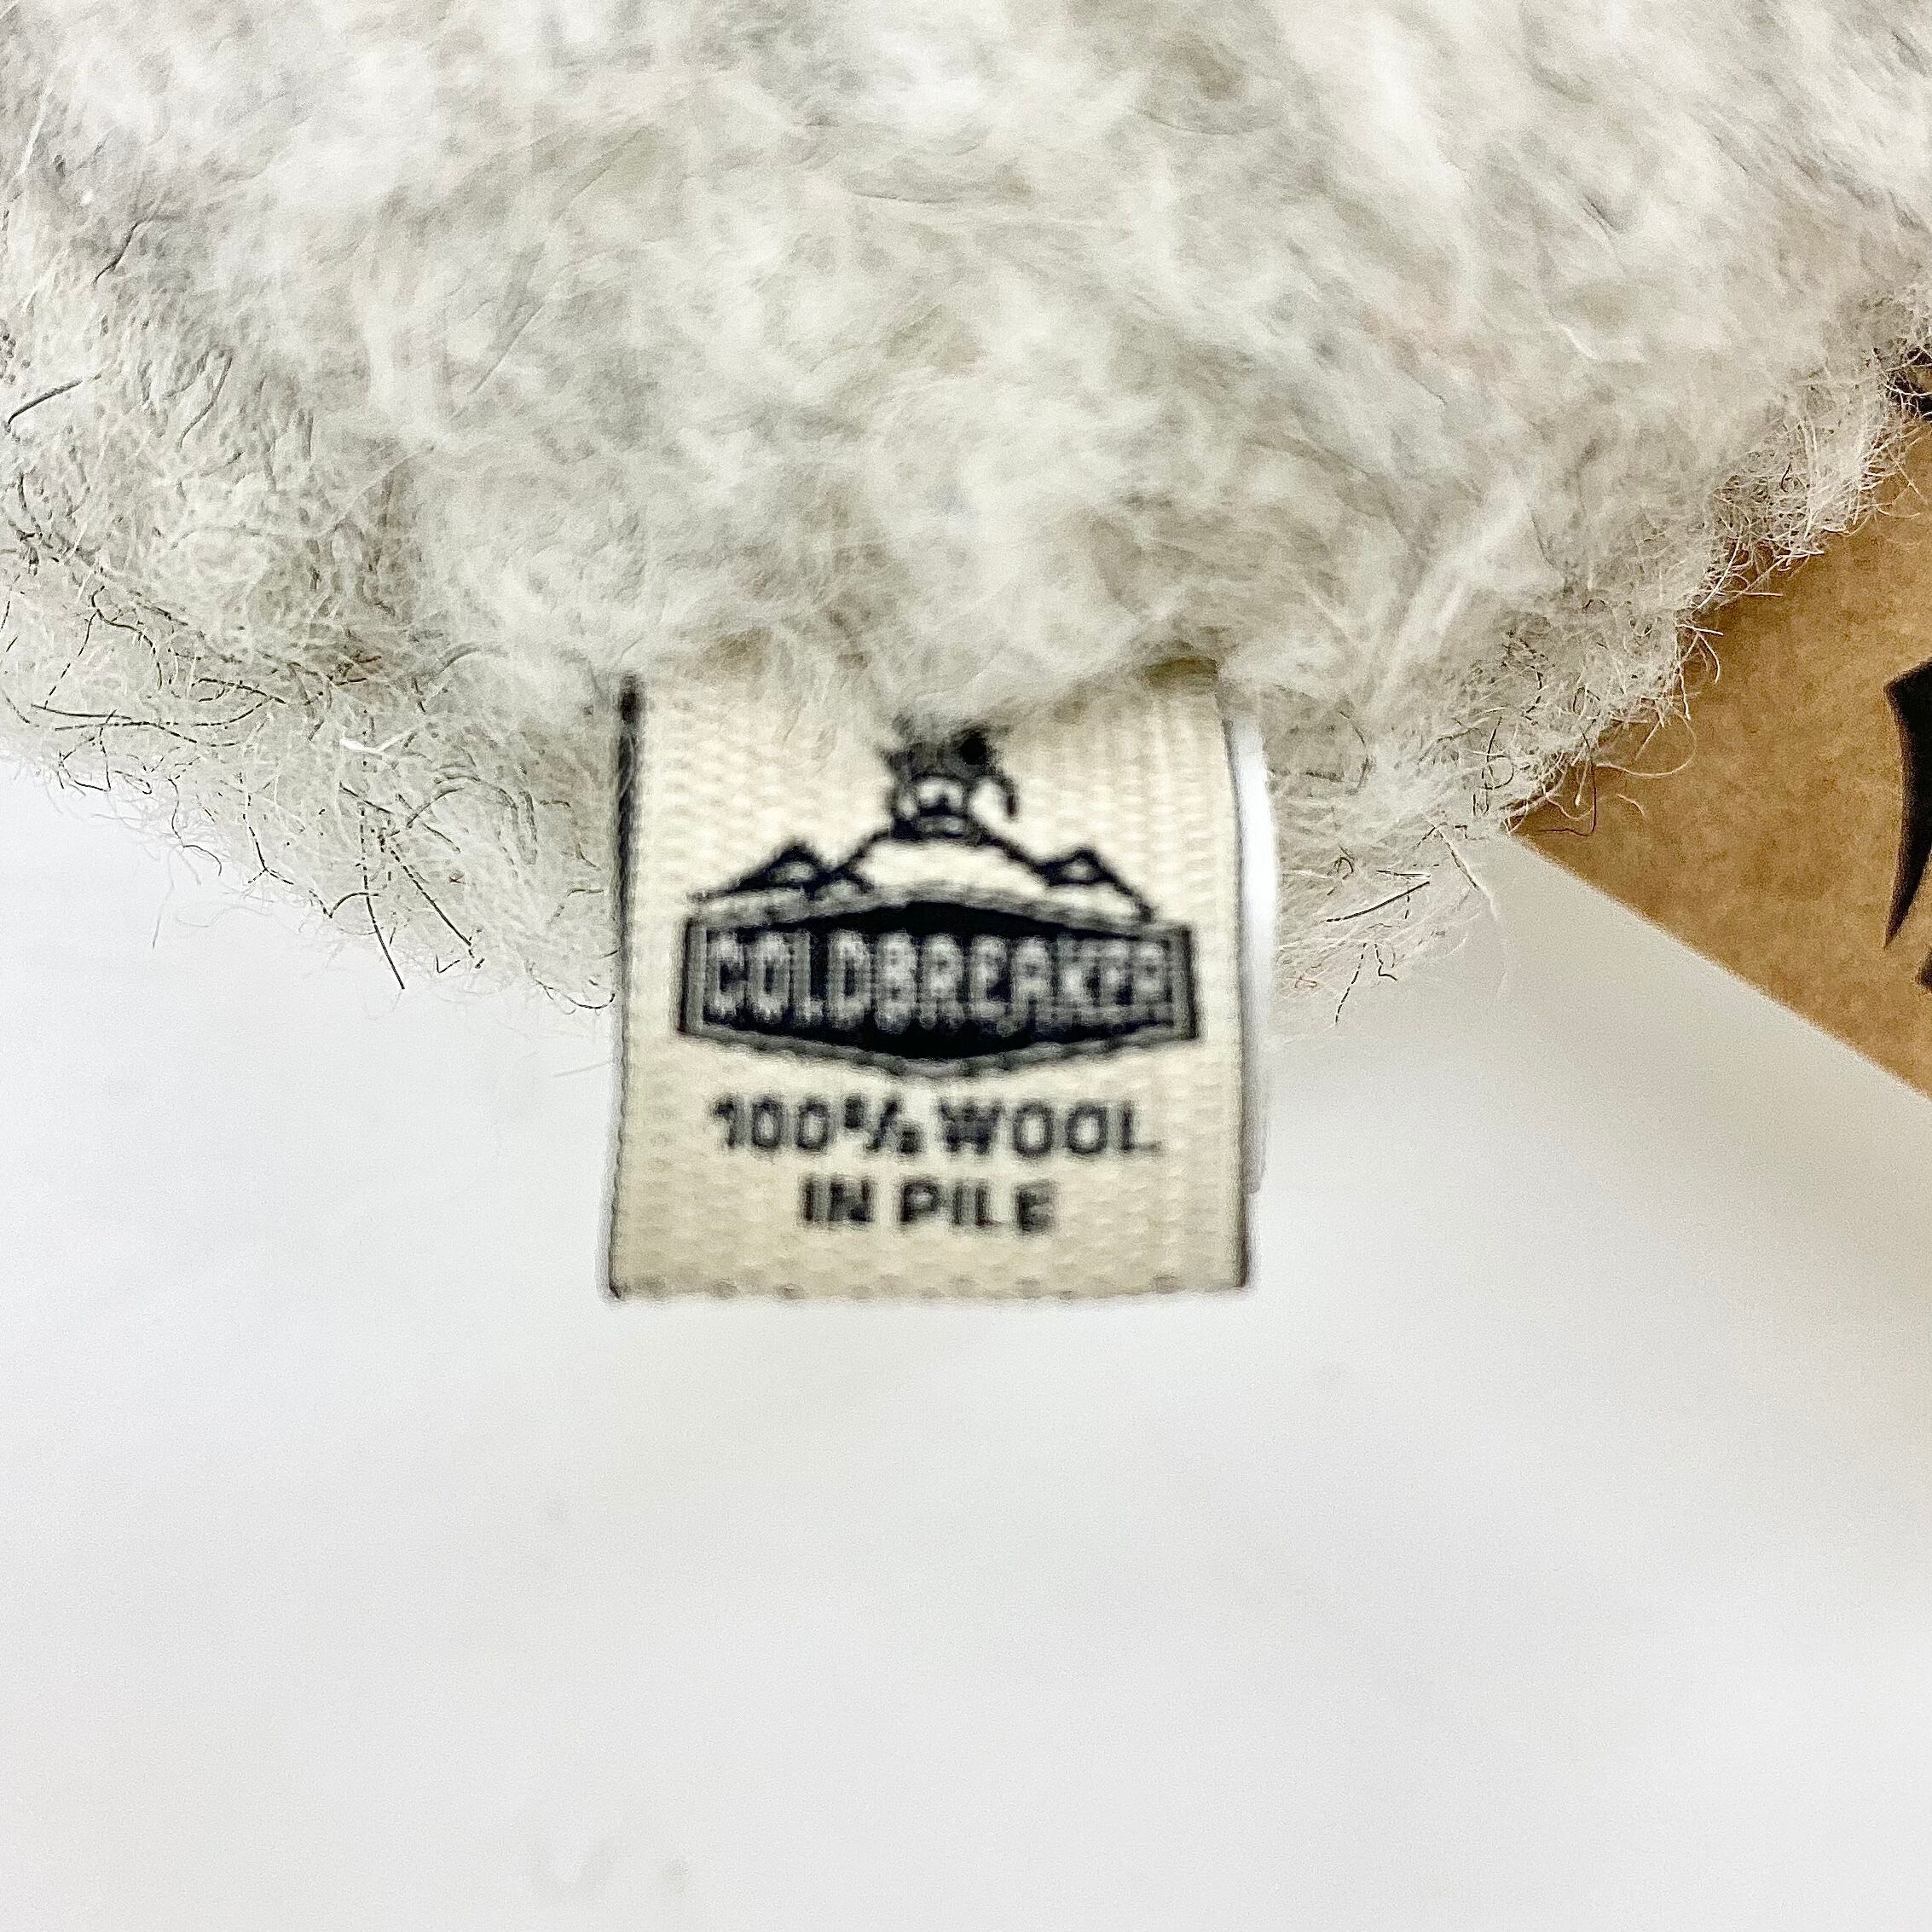 COLDBREAKER
100% WOOL
IN PILE